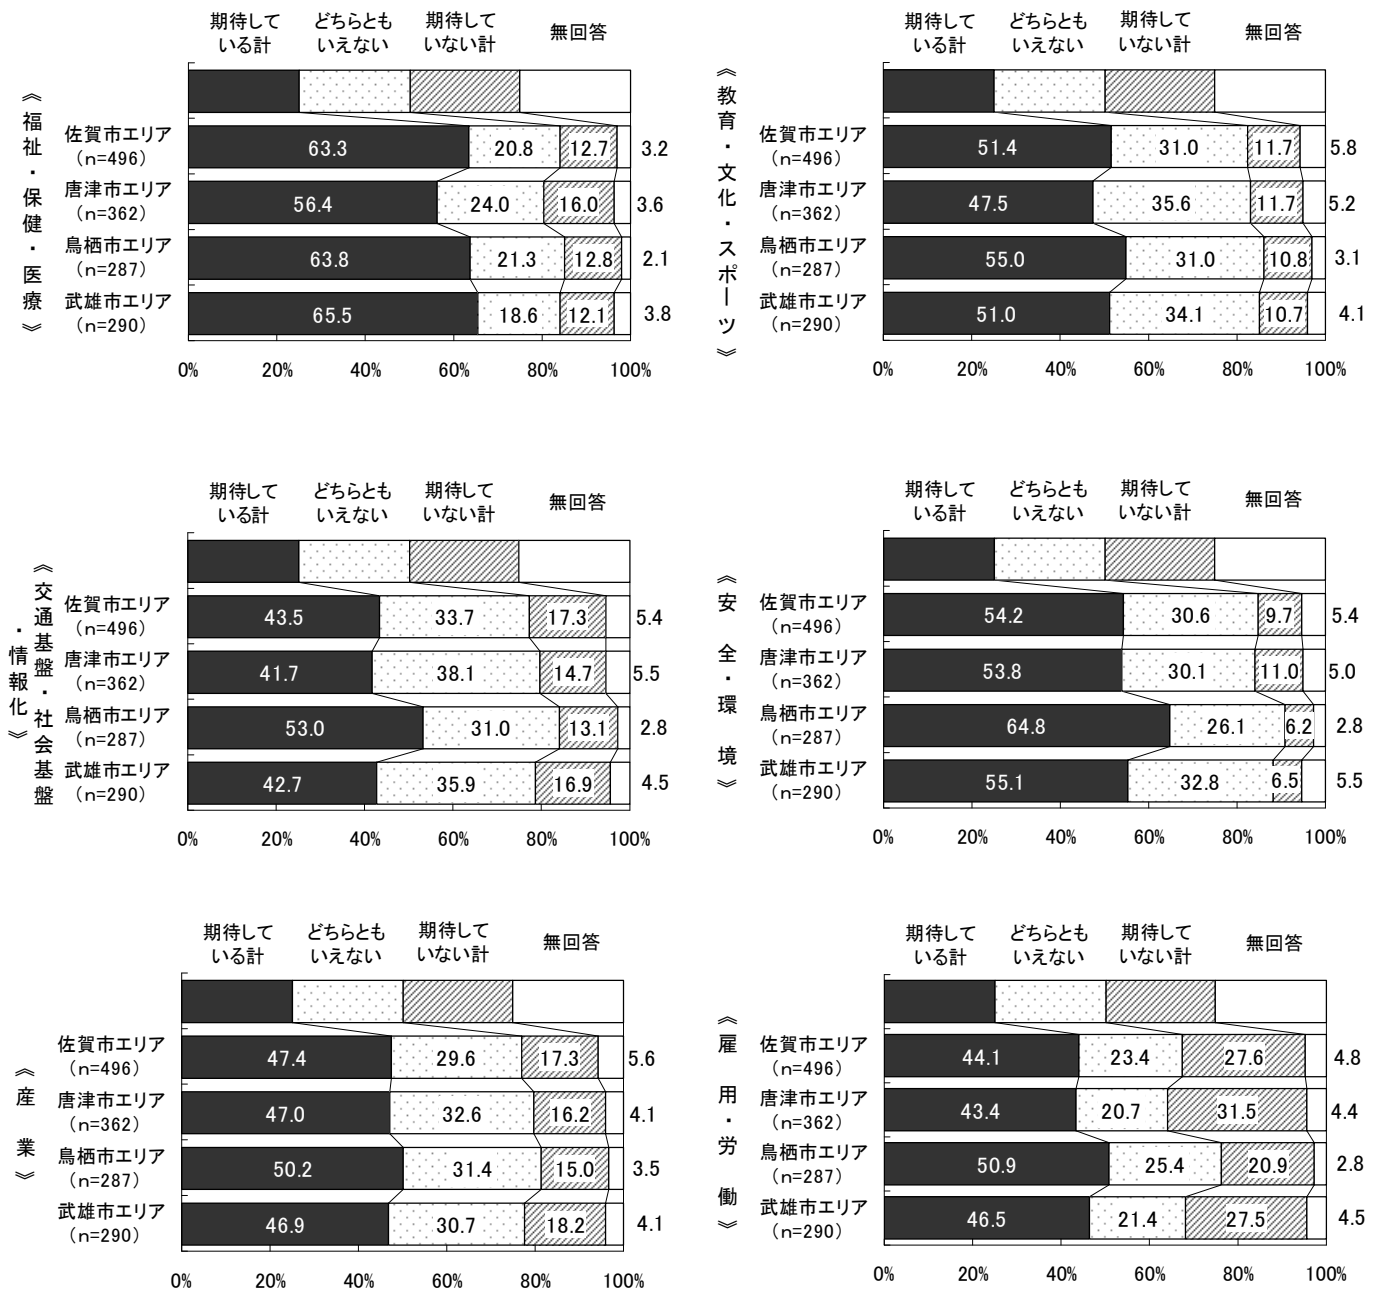 期待して どちらとも 期待して 無回答
いる計 いえない いない計
《福祉・保健・医療》
佐賀市エリア
（n=496）
63.3 20.8 12.7 3.2
唐津市エリア
（n=362）
56.4 24.0 16.0 3.6
鳥栖市エリア
（n=287）
63.8 21.3 12.8 2.1
武雄市エリア
（n=290）
65.5 18.6 12.1 3.8
0% 20% 40% 60% 80% 100%
期待して どちらとも 期待して 無回答
いる計 いえない いない計
《教育・文化・スポーツ》
佐賀市エリア
（n=496）
51.4 31.0 11.7 5.8
唐津市エリア
（n=362）
47.5 35.6 11.7 5.2
鳥栖市エリア
（n=287）
55.0 31.0 10.8 3.1
武雄市エリア
（n=290）
51.0 34.1 10.7 4.1
0% 20% 40% 60% 80% 100%
期待して どちらとも 期待して 無回答
いる計 いえない いない計
《交通基盤・社会基盤
・情報化》
佐賀市エリア
（n=496）
43.5 33.7 17.3 5.4
唐津市エリア
（n=362）
41.7 38.1 14.7 5.5
鳥栖市エリア
（n=287）
53.0 31.0 13.1 2.8
武雄市エリア
（n=290）
42.7 35.9 16.9 4.5
0% 20% 40% 60% 80% 100%
期待して どちらとも 期待して 無回答
いる計 いえない いない計
《安全・環境》
佐賀市エリア
（n=496）
54.2 30.6 9.7 5.4
唐津市エリア
（n=362）
53.8 30.1 11.0 5.0
鳥栖市エリア
（n=287）
64.8 26.1 6.2 2.8
武雄市エリア
（n=290）
55.1 32.8 6.5 5.5
0% 20% 40% 60% 80% 100%
期待して どちらとも 期待して 無回答
いる計 いえない いない計
《産業》
佐賀市エリア
（n=496）
47.4 29.6 17.3 5.6
唐津市エリア
（n=362）
47.0 32.6 16.2 4.1
鳥栖市エリア
（n=287）
50.2 31.4 15.0 3.5
武雄市エリア
（n=290）
46.9 30.7 18.2 4.1
0% 20% 40% 60% 80% 100%
期待して どちらとも 期待して 無回答
いる計 いえない いない計
《雇用・労働》
佐賀市エリア
（n=496）
44.1 23.4 27.6 4.8
唐津市エリア
（n=362）
43.4 20.7 31.5 4.4
鳥栖市エリア
（n=287）
50.9 25.4 20.9 2.8
武雄市エリア
（n=290）
46.5 21.4 27.5 4.5
0% 20% 40% 60% 80% 100%